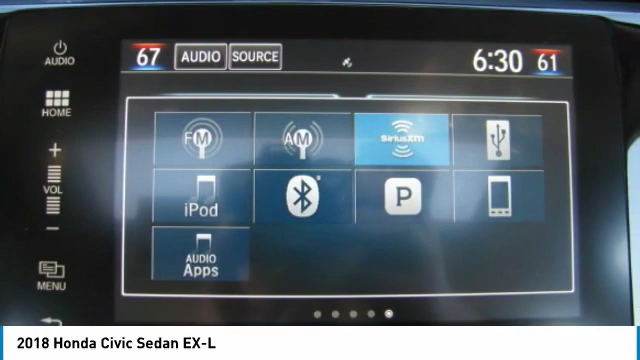 67 AUDIO SOURCE 6:30 61
AUDIO
HOME
FM AM SiriusXM
+
VOL
iPod P
−
AUDIO
Apps
MENU
2018 Honda Civic Sedan EX-L